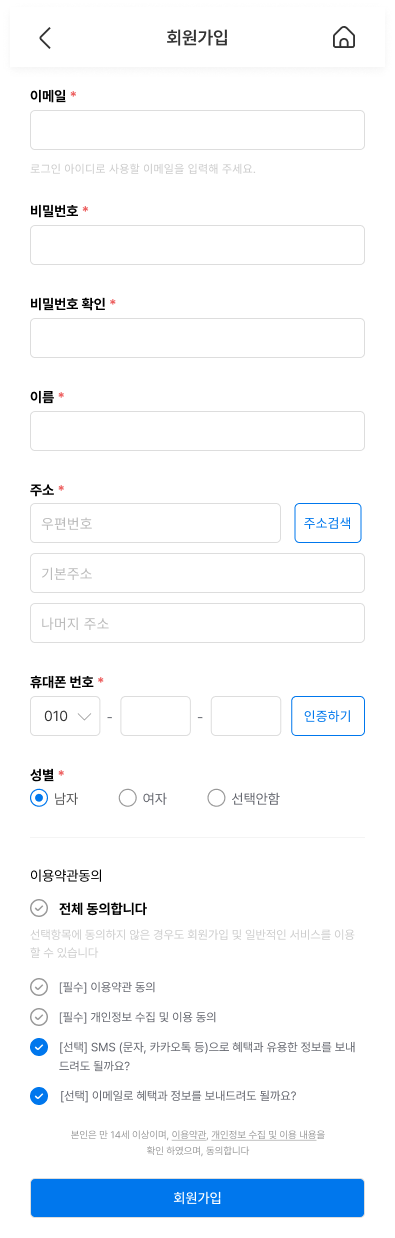 회원가입
이메일 *
로그인 아이디로 사용할 이메일을 입력해 주세요.
비밀번호 *
비밀번호 확인 *
이름 *
주소 *
우편번호 주소검색
기본주소
나머지 주소
휴대폰 번호 *
010 - - 인증하기
성별 *
남자 여자 선택안함
이용약관동의
전체 동의합니다
선택항목에 동의하지 않은 경우도 회원가입 및 일반적인 서비스를 이용
할 수 있습니다
[필수] 이용약관 동의
[필수] 개인정보 수집 및 이용 동의
[선택] SMS (문자, 카카오톡 등)으로 혜택과 유용한 정보를 보내
드려도 될까요?
[선택] 이메일로 혜택과 정보를 보내드려도 될까요?
본인은 만 14세 이상이며, 이용약관, 개인정보 수집 및 이용 내용을
확인 하였으며, 동의합니다
회원가입